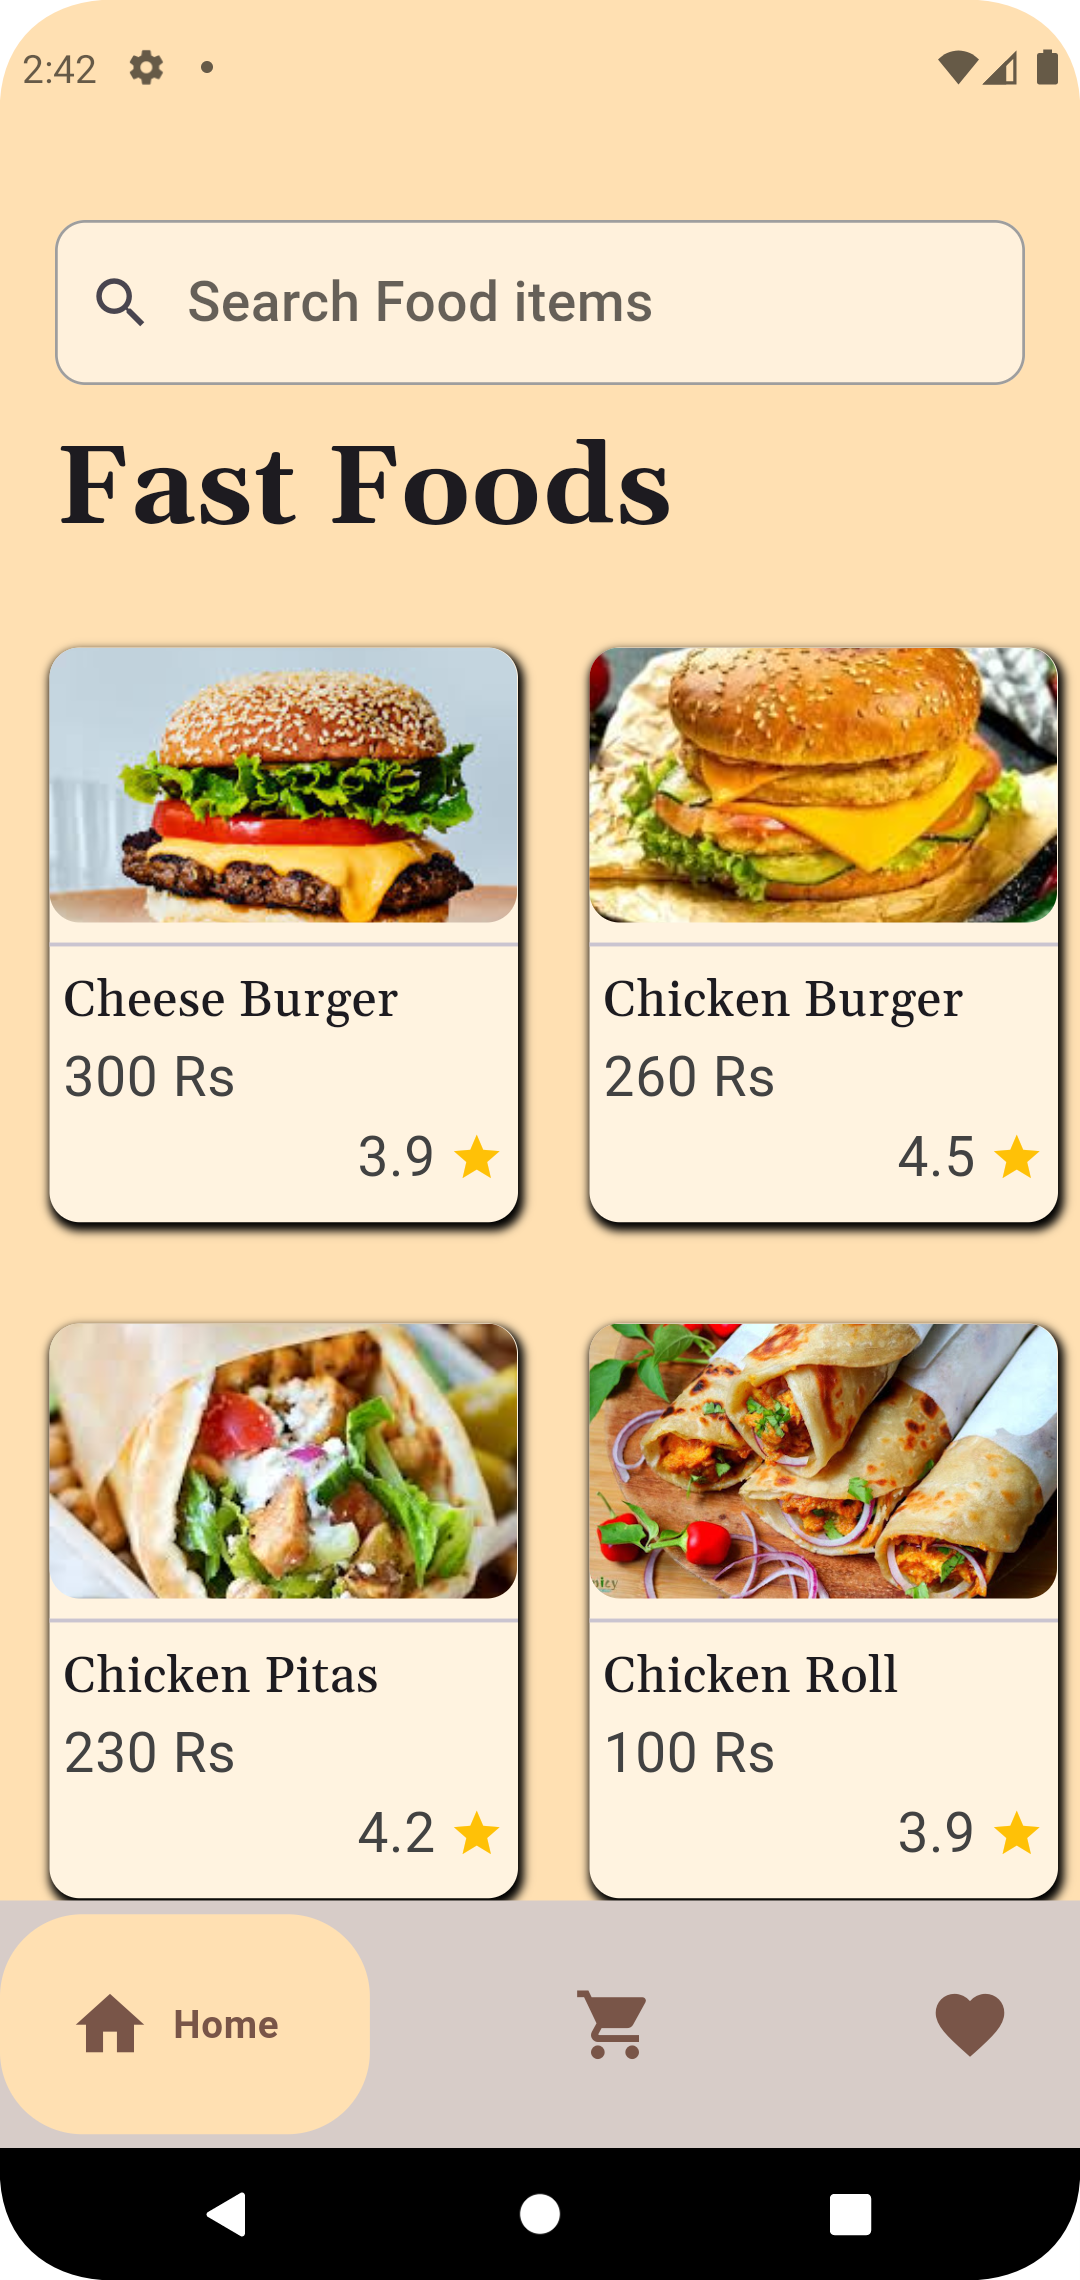 2:42
Search Food items
Fast Foods
Cheese Burger
300 Rs
3.9
Chicken Burger
260 Rs
4.5
Chicken Pitas
230 Rs
4.2
Chicken Roll
100 Rs
3.9
Home